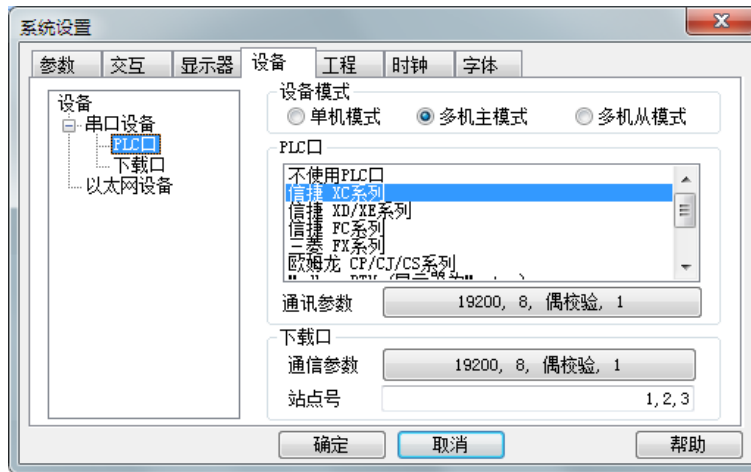 系统设置
参数 交互 显示器 设备 工程 时钟 字体
设备
串口设备
PLC口
下载口
以太网设备
设备模式
单机模式 多机主模式 多机从模式
PLC口
不使用PLC口
信捷 XC系列
信捷 XD/XE系列
信捷 FC系列
三菱 FX系列
欧姆龙 CP/CJ/CS系列
通讯参数 19200, 8, 偶校验, 1
下载口
通信参数 19200, 8, 偶校验, 1
站点号 1,2,3
确定 取消 帮助